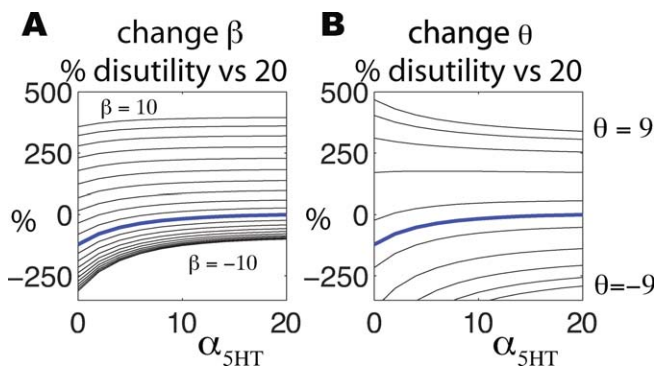 A
change β
% disutility vs 20
500
250
0
−250
%
β = 10
β = −10
0
10
20
α5HT
B
change θ
% disutility vs 20
500
250
0
−250
%
θ = 9
θ=−9
0
10
20
α5HT